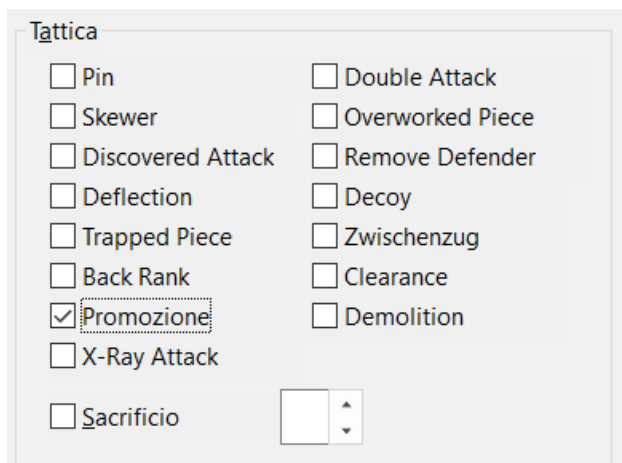 Tattica
Pin
Double Attack
Skewer
Overworked Piece
Discovered Attack
Remove Defender
Deflection
Decoy
Trapped Piece
Zwischenzug
Back Rank
Clearance
Promozione
Demolition
X-Ray Attack
Sacrificio